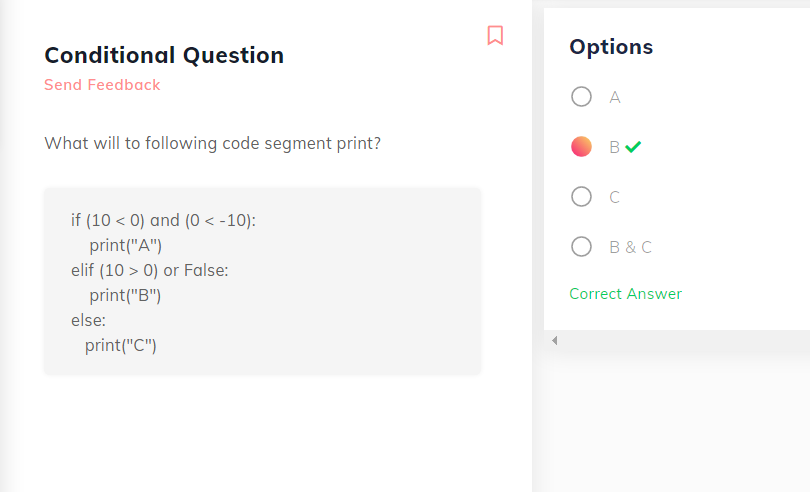 Conditional Question
Send Feedback
What will to following code segment print?
if (10 < 0) and (0 < -10):
    print("A")
elif (10 > 0) or False:
    print("B")
else:
   print("C")
Options
A
B
C
B & C
Correct Answer